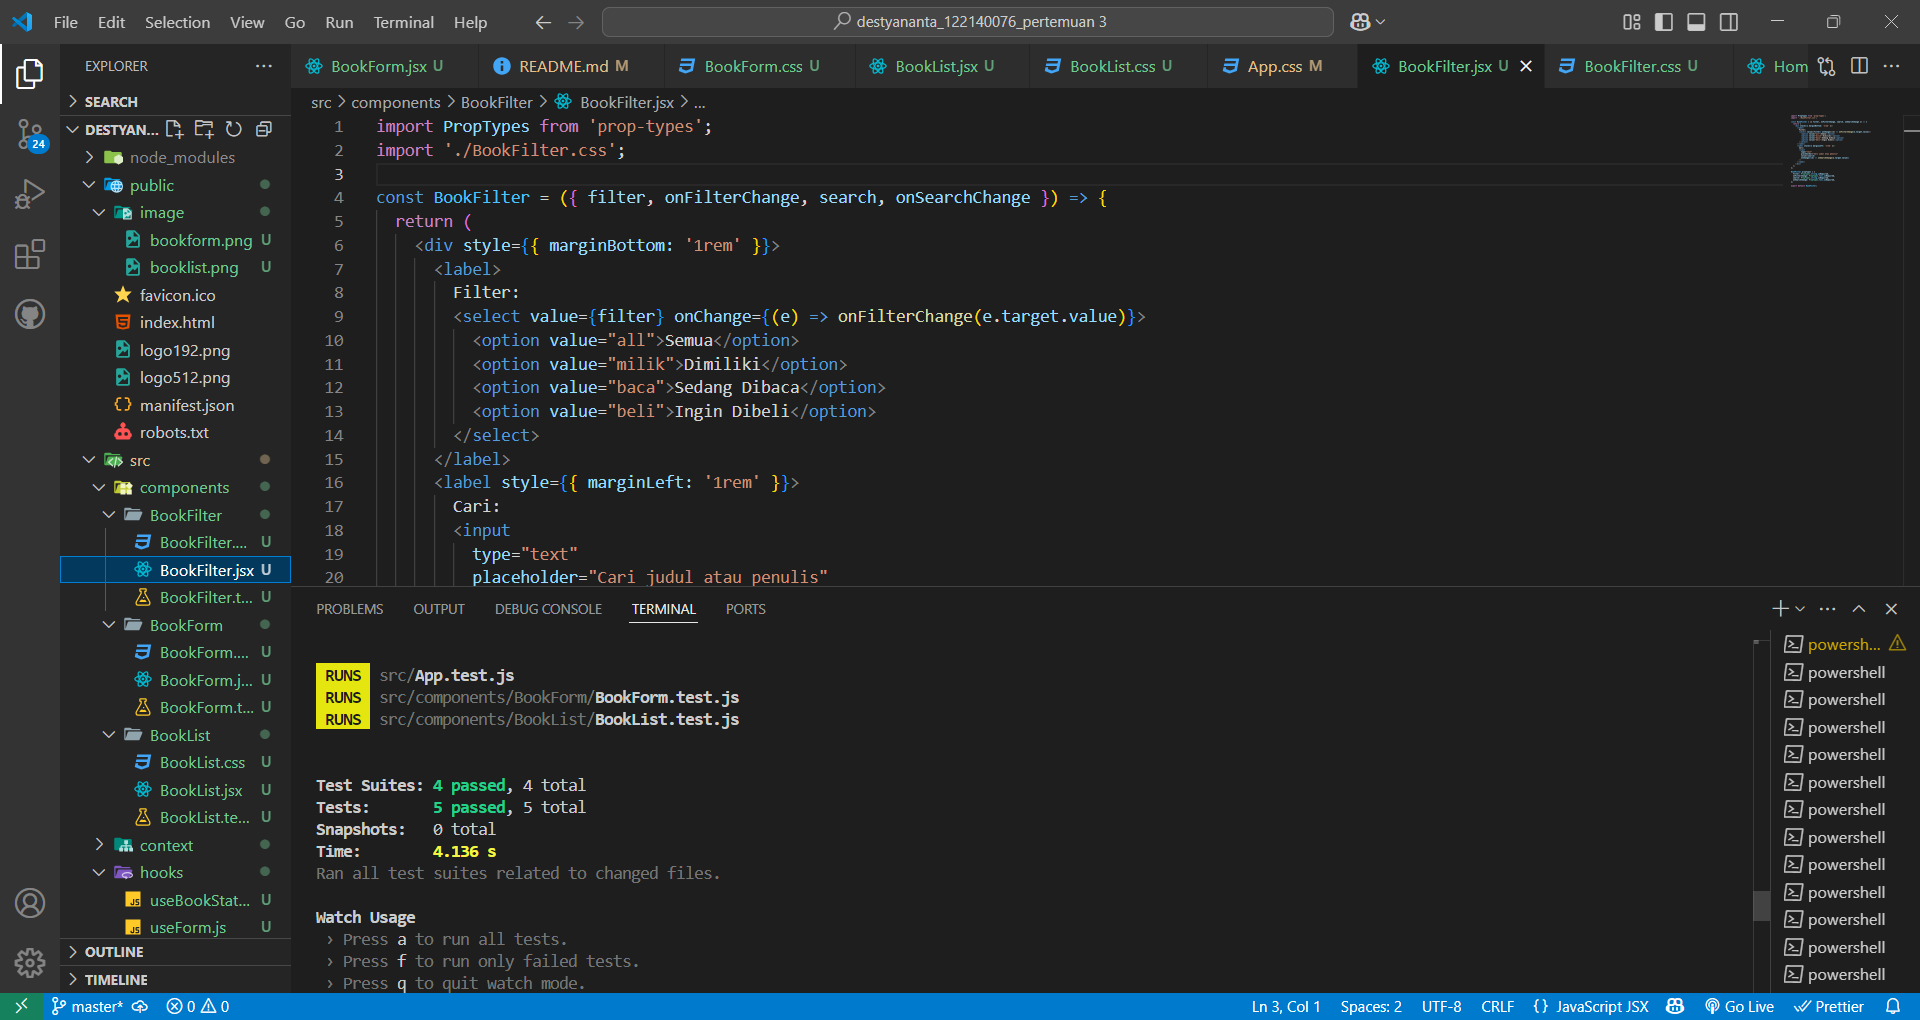 File Edit Selection View Go Run Terminal Help
destyananta_122140076_pertemuan 3
EXPLORER
SEARCH
DESTYAN...
node_modules
public
image
bookform.png U
booklist.png U
favicon.ico
index.html
logo192.png
logo512.png
manifest.json
robots.txt
src
components
BookFilter
BookFilter.... U
BookFilter.jsx U
BookFilter.t... U
BookForm
BookForm.... U
BookForm.j... U
BookForm.t... U
BookList
BookList.css U
BookList.jsx U
BookList.te... U
context
hooks
useBookStat... U
useForm.js U
OUTLINE
TIMELINE
24
BookForm.jsx U README.md M BookForm.css U BookList.jsx U BookList.css U App.css M BookFilter.jsx U BookFilter.css U Hom
src > components > BookFilter > BookFilter.jsx > ...
1 import PropTypes from 'prop-types';
2 import './BookFilter.css';
3
4 const BookFilter = ({ filter, onFilterChange, search, onSearchChange }) => {
5 return (
6 <div style={{ marginBottom: '1rem' }}>
7 <label>
8 Filter:
9 <select value={filter} onChange={(e) => onFilterChange(e.target.value)}>
10 <option value="all">Semua</option>
11 <option value="milik">Dimiliki</option>
12 <option value="baca">Sedang Dibaca</option>
13 <option value="beli">Ingin Dibeli</option>
14 </select>
15 </label>
16 <label style={{ marginLeft: '1rem' }}>
17 Cari:
18 <input
19 type="text"
20 placeholder="Cari judul atau penulis"
PROBLEMS OUTPUT DEBUG CONSOLE TERMINAL PORTS
RUNS src/App.test.js
RUNS src/components/BookForm/BookForm.test.js
RUNS src/components/BookList/BookList.test.js
Test Suites: 4 passed, 4 total
Tests: 5 passed, 5 total
Snapshots: 0 total
Time: 4.136 s
Ran all test suites related to changed files.
Watch Usage
› Press a to run all tests.
› Press f to run only failed tests.
› Press q to quit watch mode.
powersh...
powershell
powershell
powershell
powershell
powershell
powershell
powershell
powershell
powershell
powershell
powershell
powershell
master* 0 0 Ln 3, Col 1 Spaces: 2 UTF-8 CRLF {} JavaScript JSX Go Live Prettier